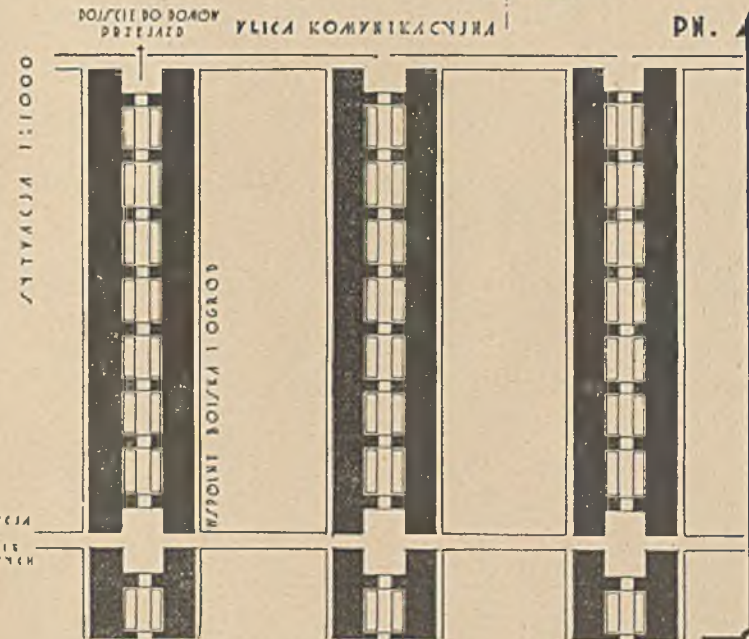 DOJŚCIE DO DOMÓW
PRZEJAZD
ULICA KOMUNIKACYJNA
PN.
SYTUACJA 1:1000
WSPÓLNE BOISKA I OGRÓD